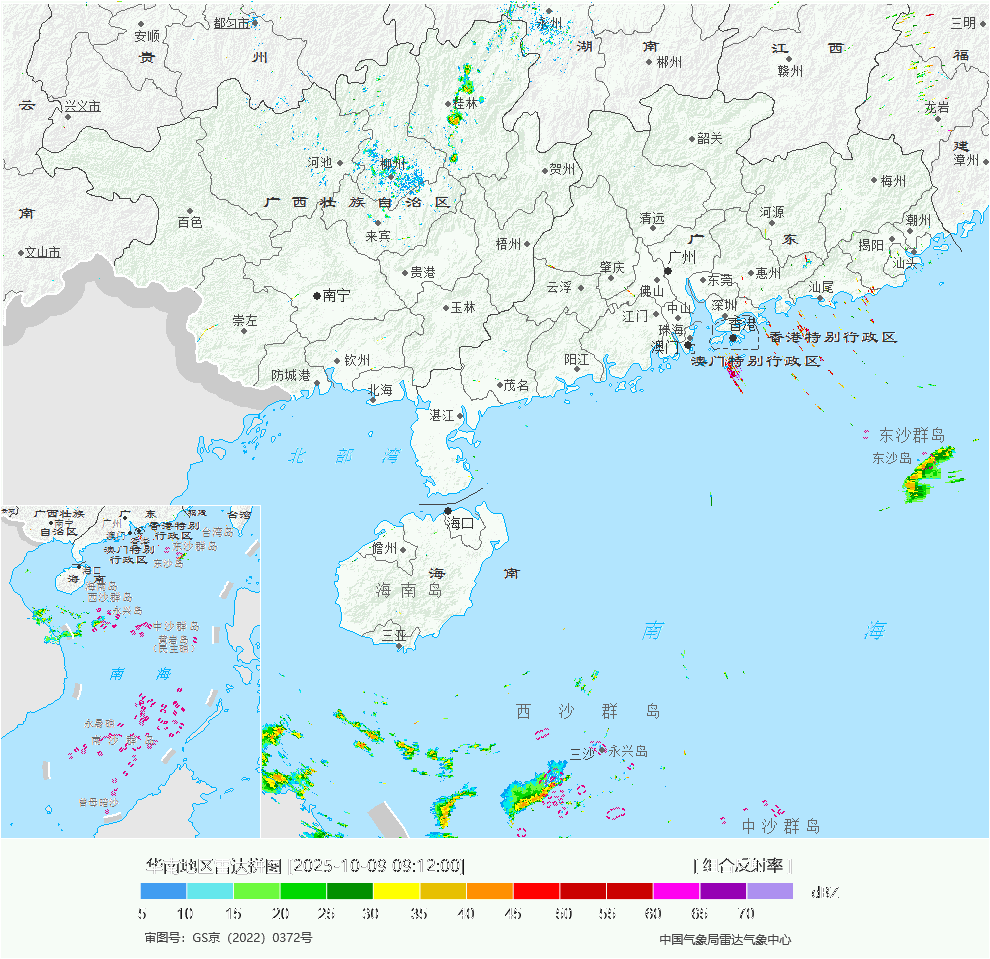 永州
都匀市
三明
安顺
贵 州
湖 南
江 西
福
郴州
赣州
云
兴义市
桂林
龙岩
韶关
建
漳州
河池
柳州
贺州
梅州
广 西 壮 族 自 治 区
南
百色
清远
河源
潮州
来宾
梧州
广 东
揭阳
文山市
广州
汕头
贵港
肇庆
惠州
南宁
云浮
佛山
东莞
汕尾
玉林
江门
中山
深圳
崇左
珠海
香港
香港特别行政区
澳门
澳门特别行政区
钦州
阳江
防城港
北海
茂名
湛江
东沙群岛
北 部 湾
东沙岛
海口
儋州
海 南
海 南 岛
三亚
南 海
西 沙 群 岛
三沙
永兴岛
中沙群岛
广西壮族
自治区
南宁
广 东
广州
福建
台湾
香港特别
行政区
澳门
澳门特别
行政区
台湾岛
东沙群岛
东沙岛
海口
海 南
海南岛
西沙群岛
永兴岛
中沙群岛
黄岩岛
(民主礁)
南 海
永暑礁
南 沙 群 岛
曾母暗沙
华南地区雷达拼图 [2025-10-09 09:12:00]
[ 组合反射率 ]
5 10 15 20 25 30 35 40 45 50 55 60 65 70
dBZ
审图号：GS京（2022）0372号
中国气象局雷达气象中心